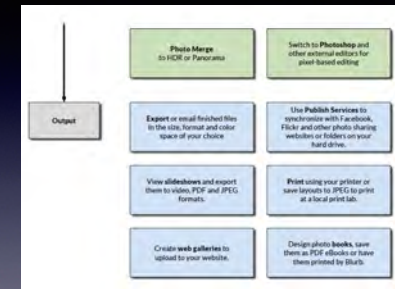 Photo Merge
to HDR or Panorama
Switch to Photoshop and
other external editors for
pixel-based editing
Output
Export or email finished files
in the size, format and color
space of your choice
Use Publish Services to
synchronize with Facebook,
Flickr and other photo sharing
websites or folders on your
hard drive.
View slideshows and export
them to video, PDF and JPEG
formats.
Print using your printer or
save layouts to JPEG to print
at a local print lab.
Create web galleries to
upload to your website.
Design photo books, save
them as PDF eBooks or have
them printed by Blurb.